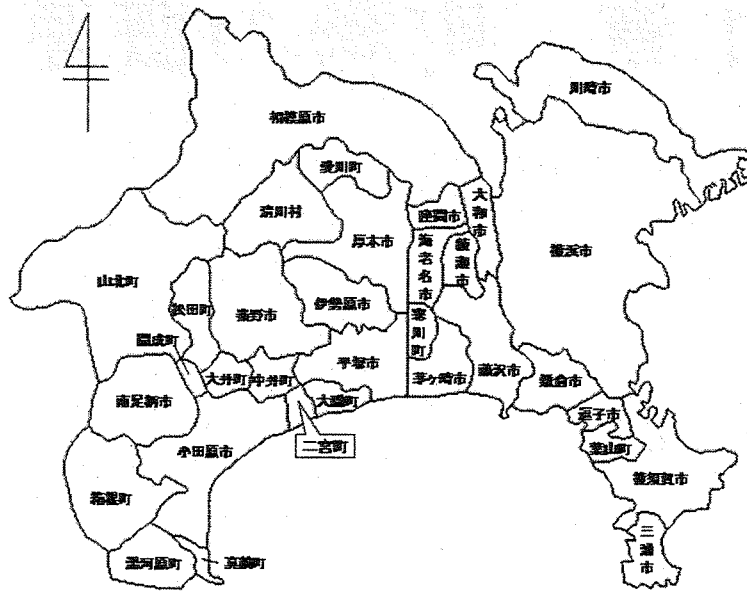 川崎市
相模原市
愛川町
清川村
座間市
大和市
厚木市
海老名市
綾瀬市
横浜市
山北町
松田町
秦野市
伊勢原市
寒川町
開成町
大井町
中井町
平塚市
茅ヶ崎市
藤沢市
鎌倉市
南足柄市
大磯町
逗子市
小田原市
二宮町
葉山町
横須賀市
箱根町
三浦市
湯河原町
真鶴町